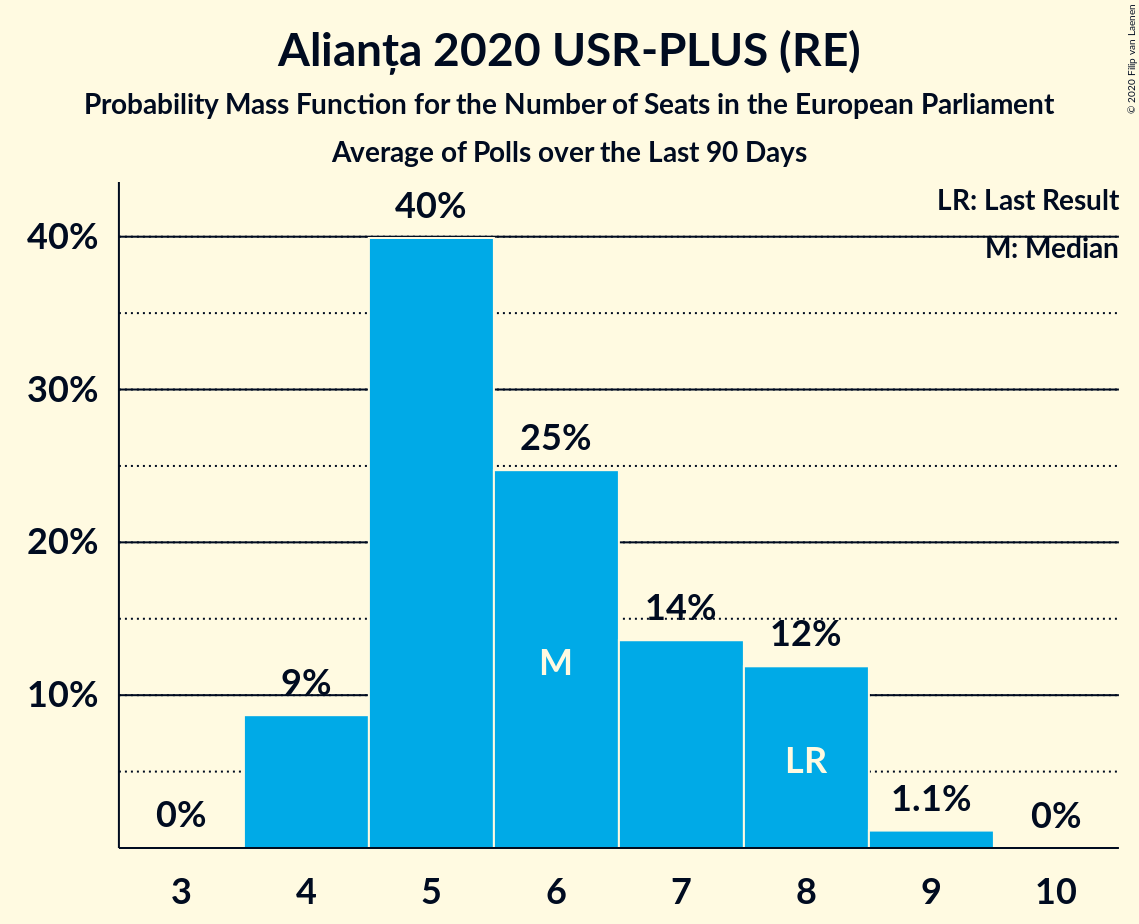 Alianța 2020 USR-PLUS (RE)
Probability Mass Function for the Number of Seats in the European Parliament
Average of Polls over the Last 90 Days
© 2020 Filip van Laenen
LR: Last Result
M: Median
40%
30%
20%
10%
0%
9%
40%
25%
14%
12%
1.1%
0%
M
LR
3 4 5 6 7 8 9 10